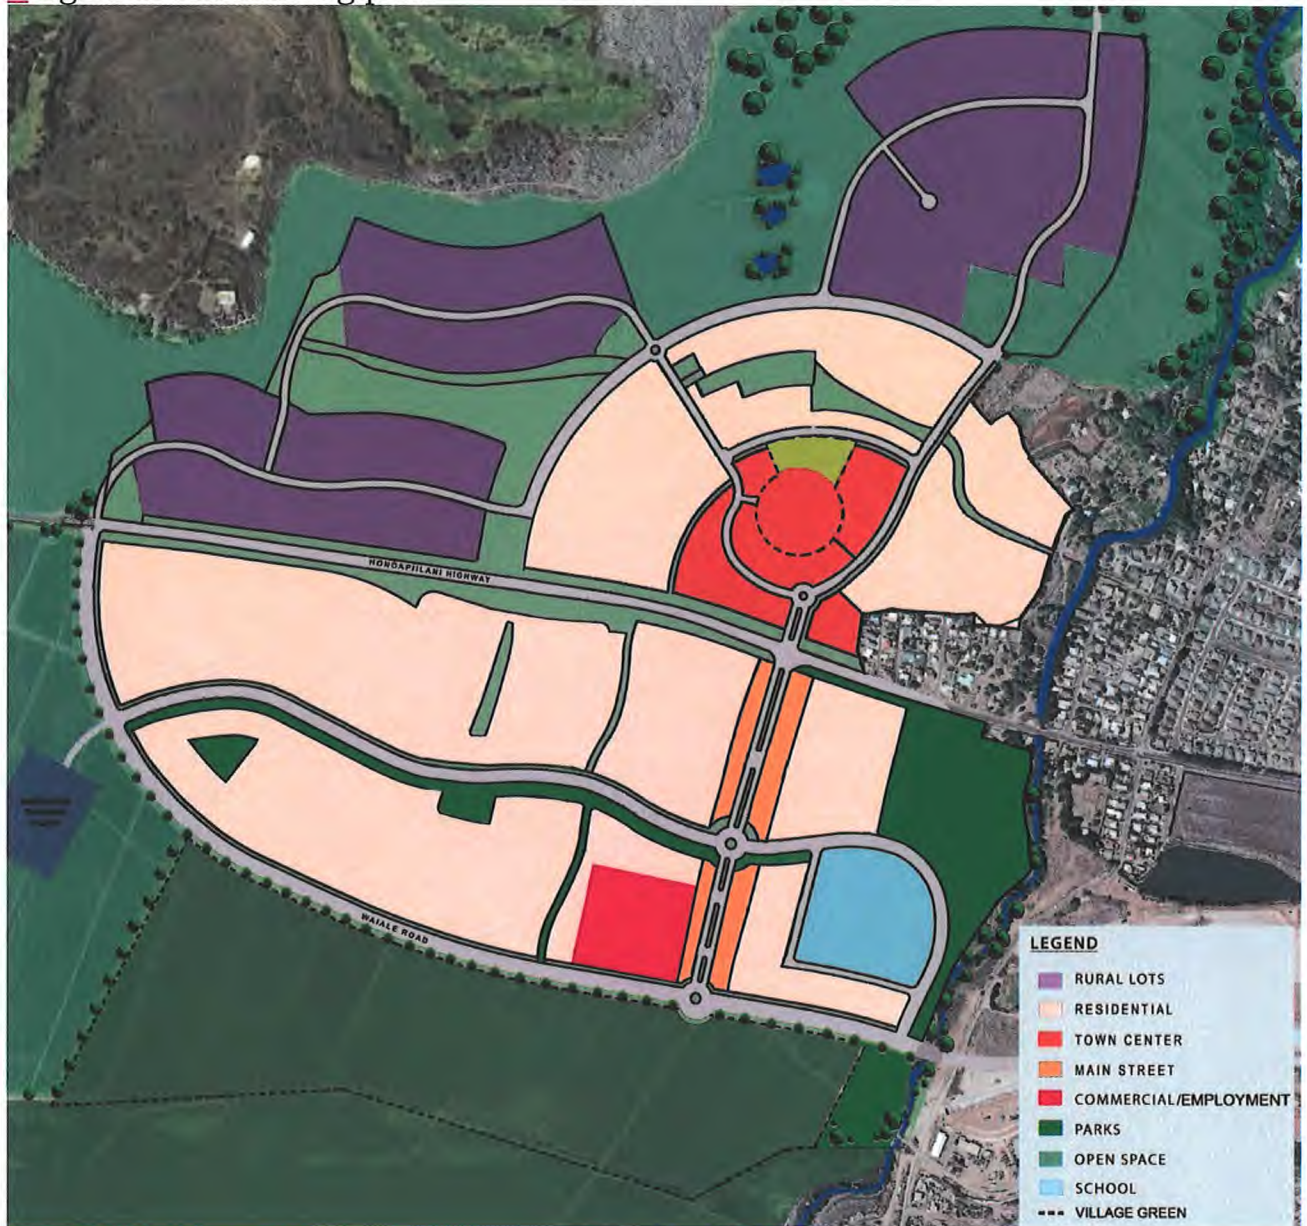 HONOAPIILANI HIGHWAY
WAIALE ROAD
LEGEND
RURAL LOTS
RESIDENTIAL
TOWN CENTER
MAIN STREET
COMMERCIAL/EMPLOYMENT
PARKS
OPEN SPACE
SCHOOL
VILLAGE GREEN